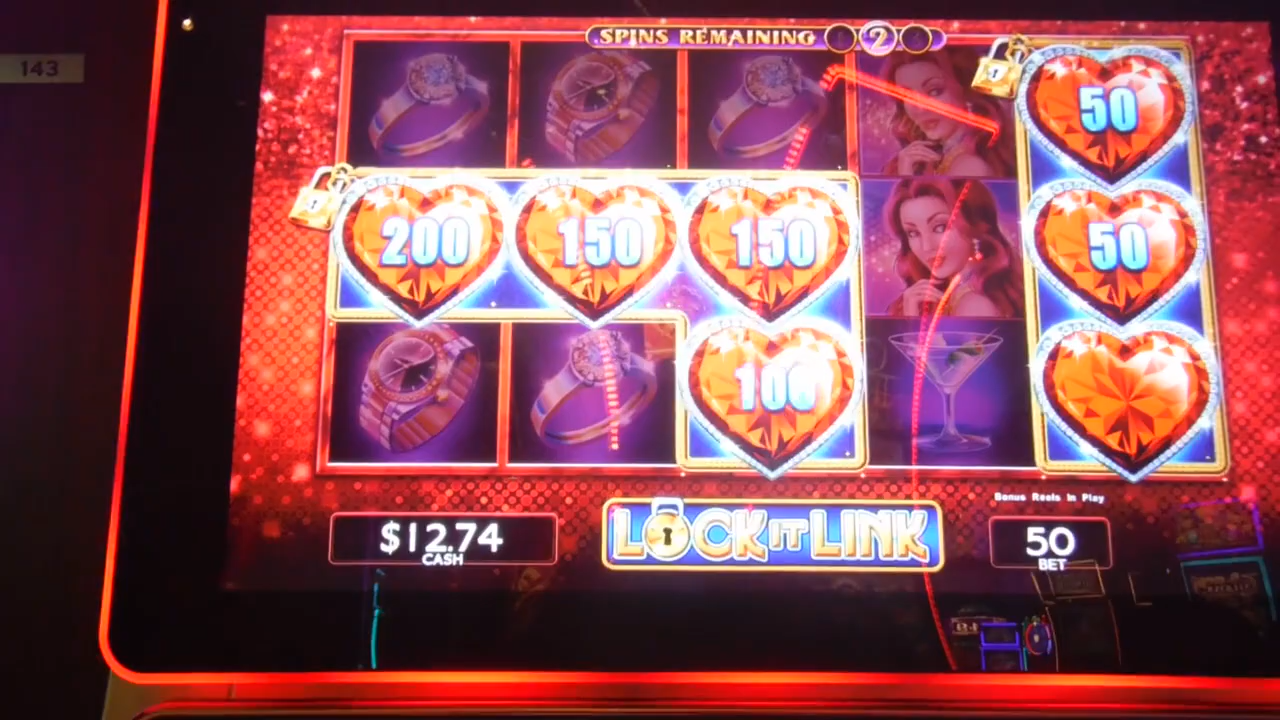 143
SPINS REMAINING 2
50
200 150 150 50
100
Bonus Reels In Play
$12.74
CASH
LOCK IT LINK
50
BET